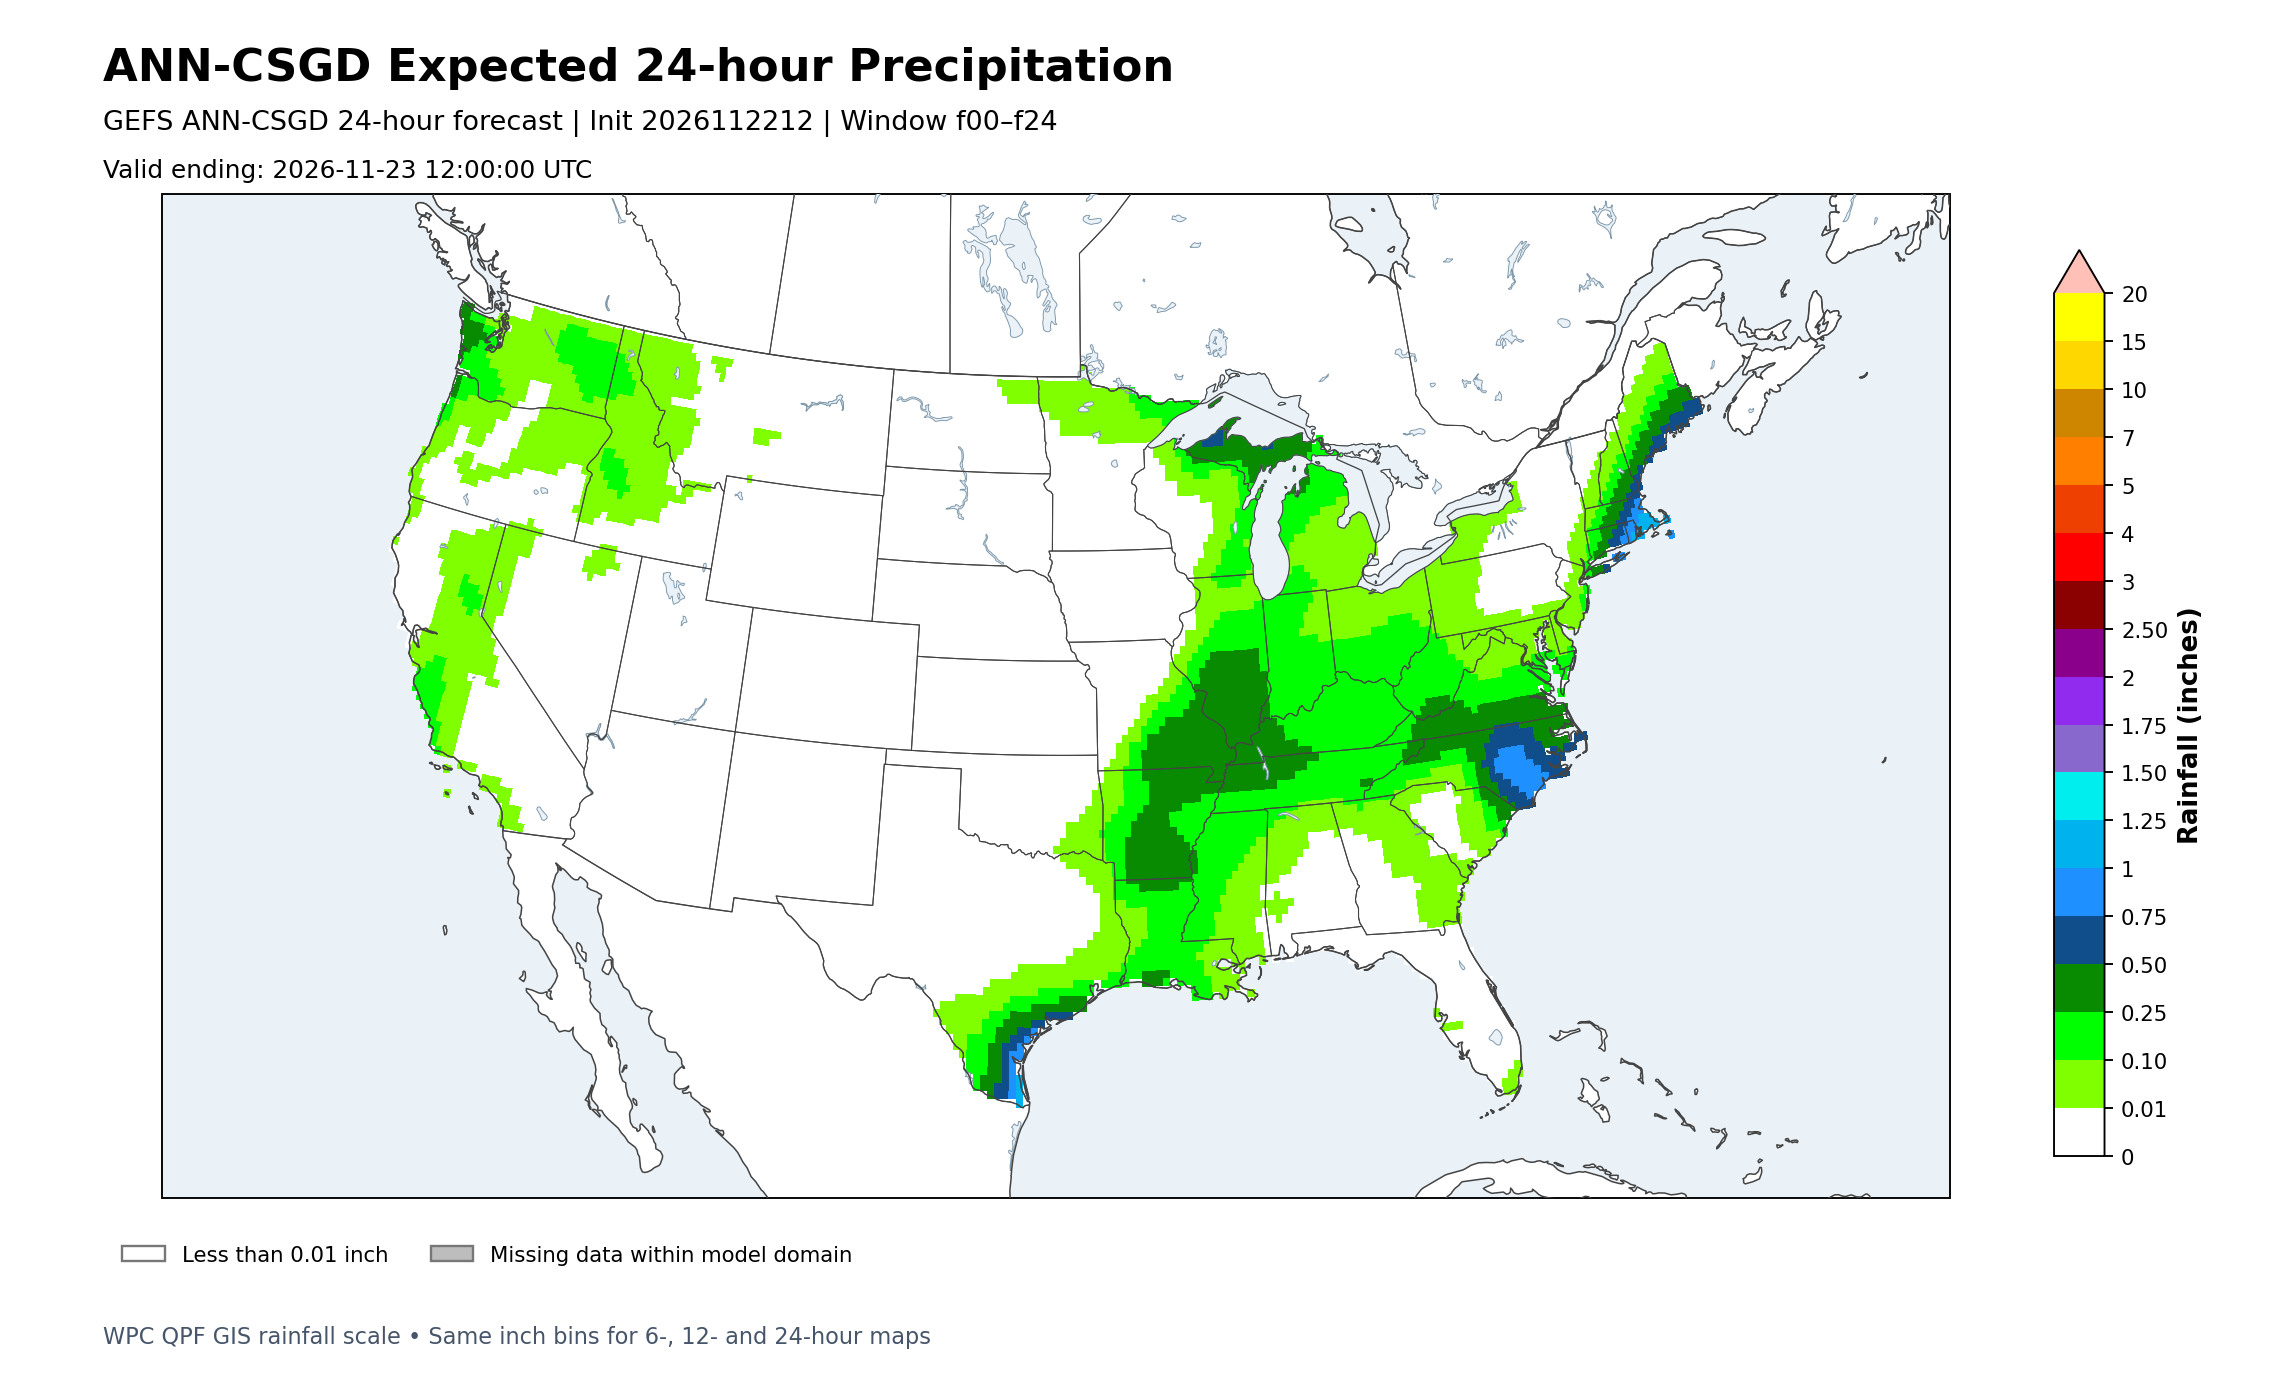 ANN-CSGD Expected 24-hour Precipitation
GEFS ANN-CSGD 24-hour forecast | Init 2026112212 | Window f00–f24
Valid ending: 2026-11-23 12:00:00 UTC
20
15
10
7
5
4
3
2.50
2
1.75
1.50
1.25
1
0.75
0.50
0.25
0.10
0.01
0
Rainfall (inches)
Less than 0.01 inch
Missing data within model domain
WPC QPF GIS rainfall scale • Same inch bins for 6-, 12- and 24-hour maps